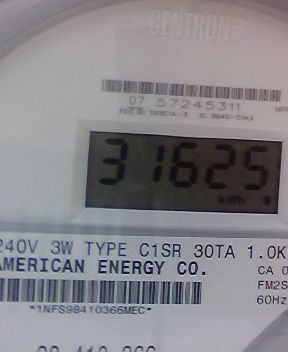 CENTRON®
07 57245311
31625
kWh
240V 3W TYPE C1SR 30TA 1.0K
AMERICAN ENERGY CO.
CA 0
FM2S
60Hz
*1NFS98410366MEC*